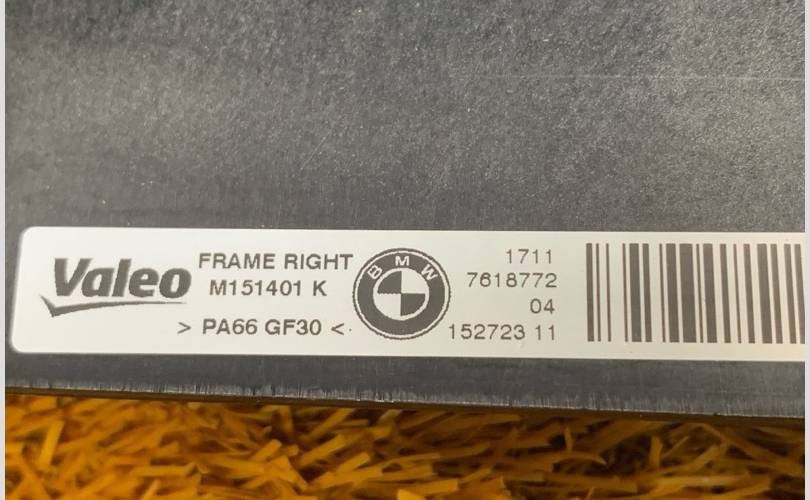 Valeo
FRAME RIGHT
M151401 K
> PA66 GF30 <
BMW
1711
7618772
04
152723 11